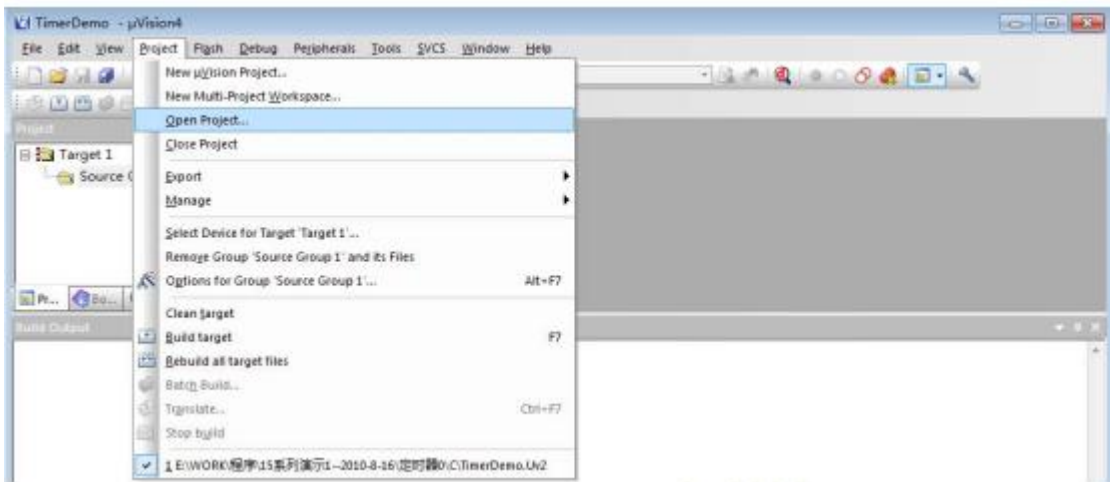 TimerDemo - µVision4
File Edit View Project Flash Debug Peripherals Tools SVCS Window Help
New µVision Project...
New Multi-Project Workspace...
Open Project...
Close Project
Export
Manage
Select Device for Target 'Target 1'...
Remove Group 'Source Group 1' and its Files
Options for Group 'Source Group 1'... Alt+F7
Clean target
Build target F7
Rebuild all target files
Batch Build...
Translate... Ctrl+F7
Stop build
1 E:\WORK\程序\15系列演示1--2010-8-16\定时器0\C\TimerDemo.Uv2
Project
Target 1
Source G
Pr... Bo...
Build Output